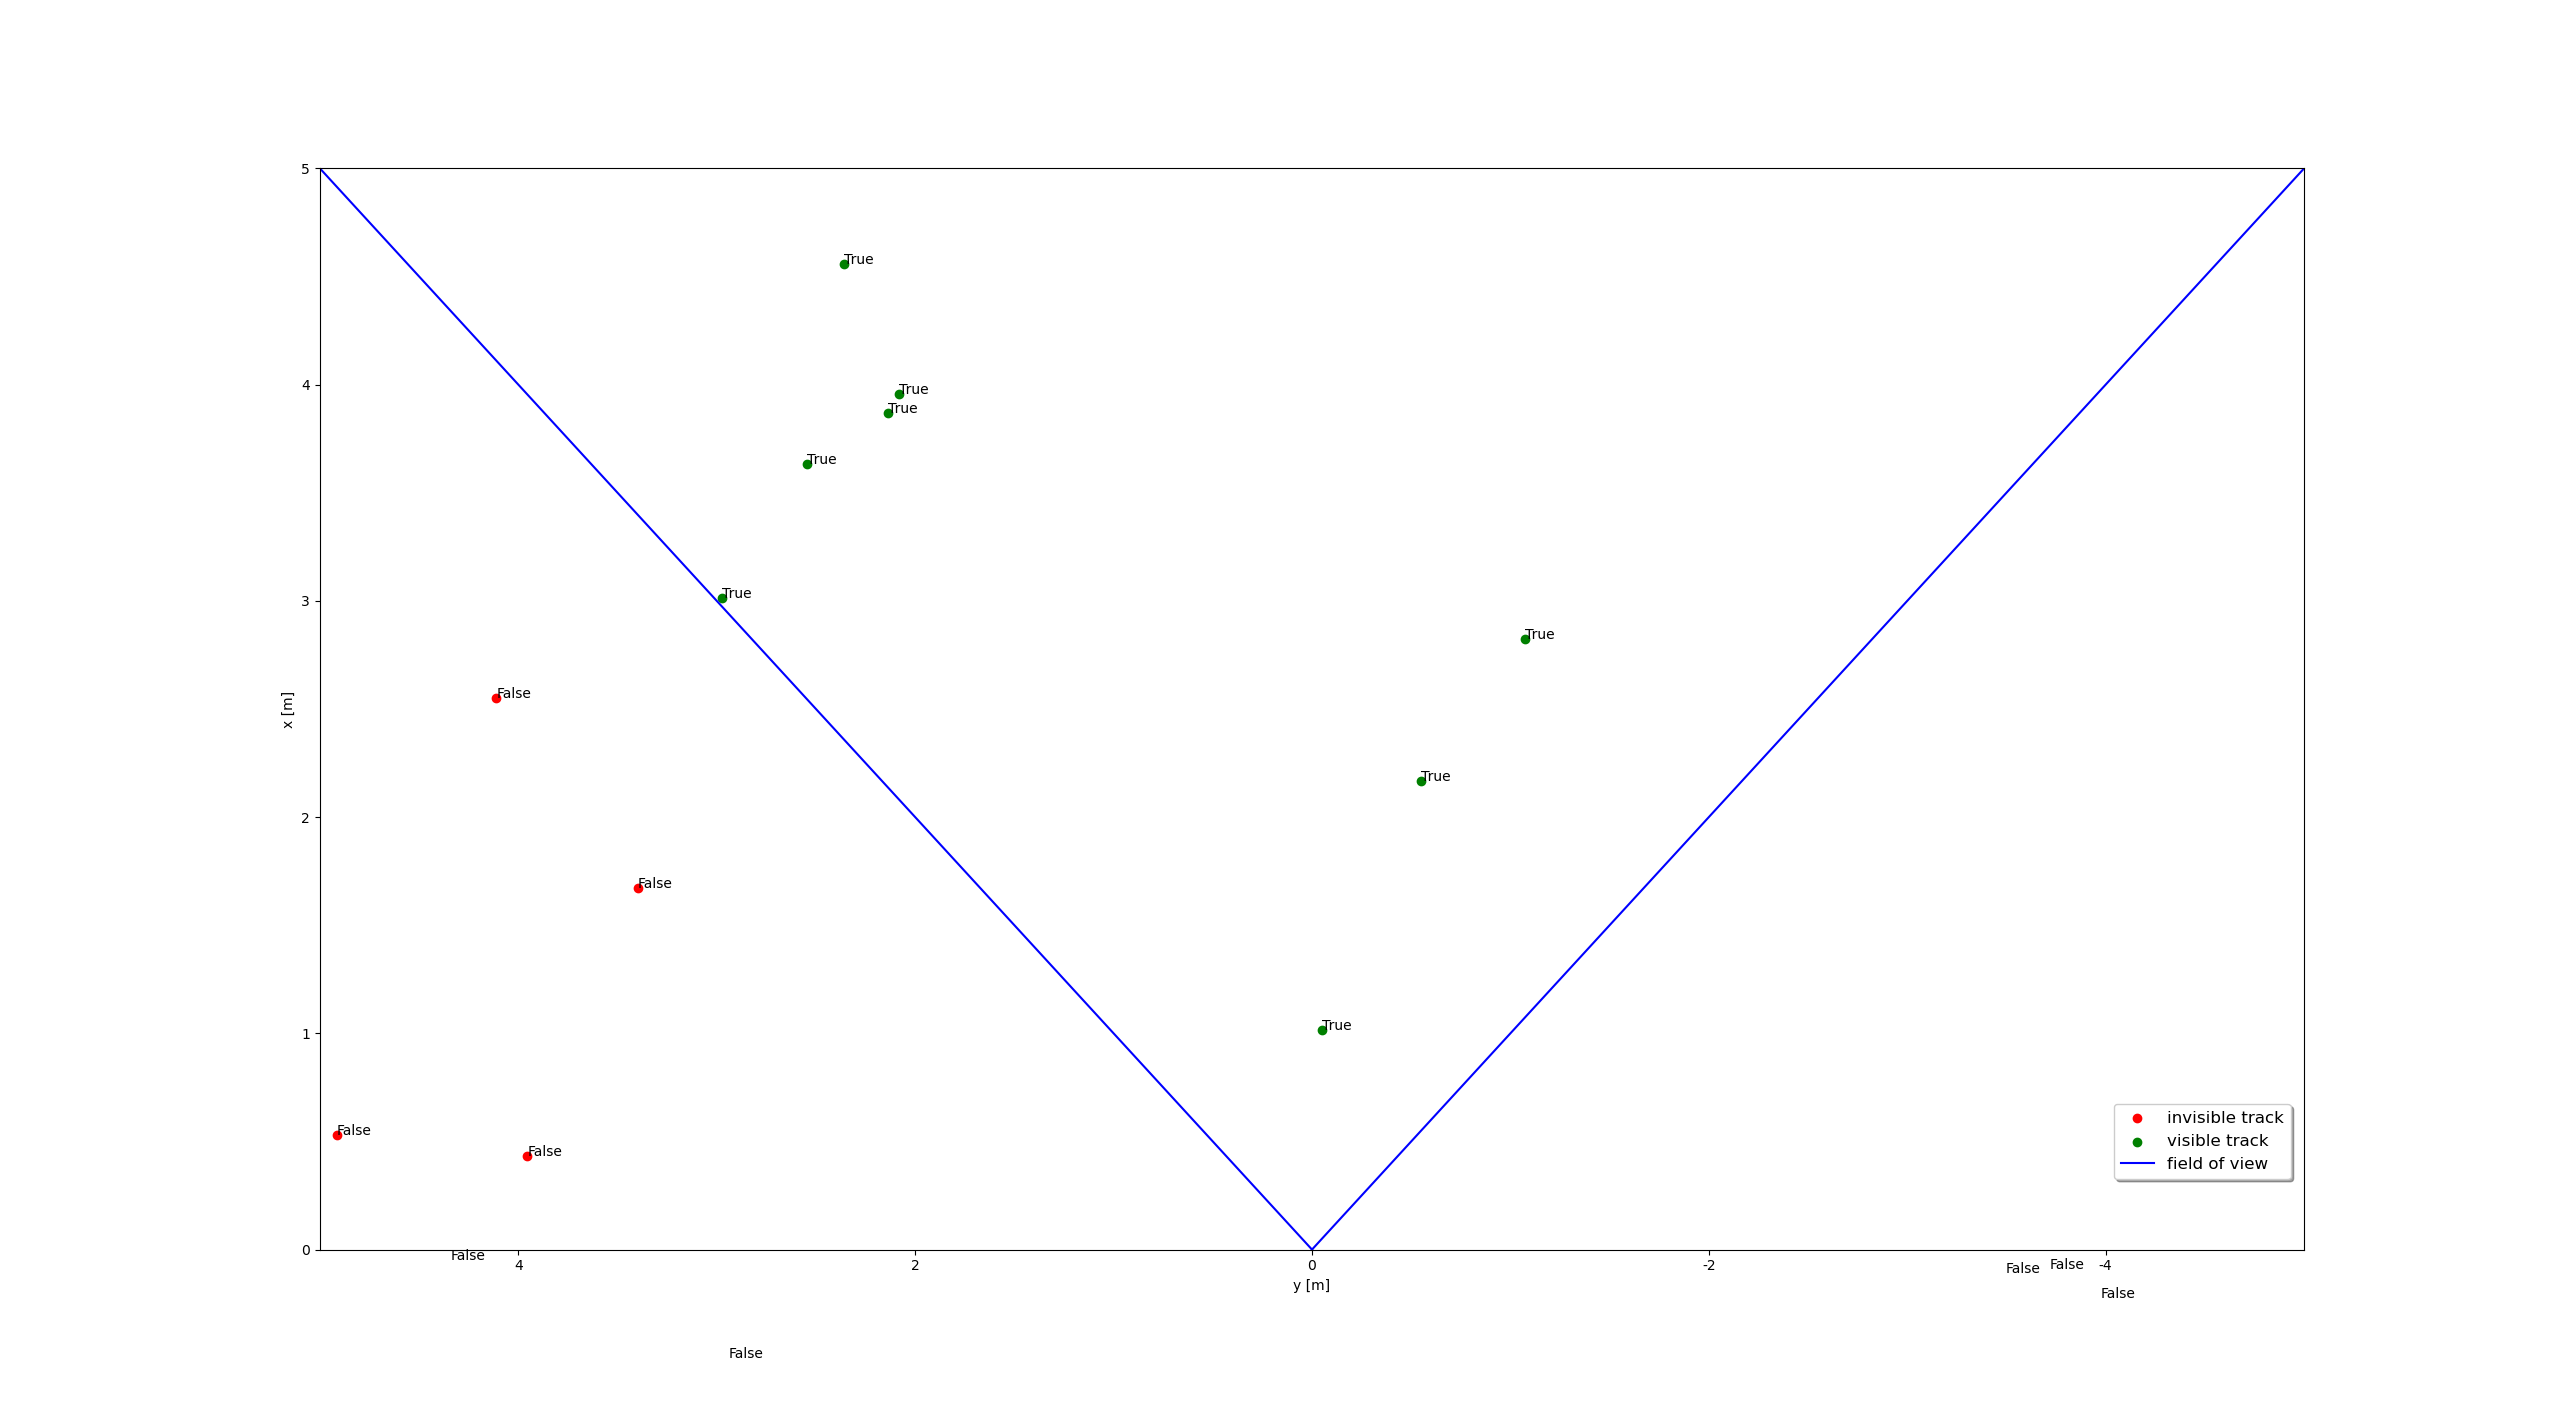 5
True
4
True
True
True
3
True
True
False
x [m]
True
2
False
1
True
invisible track
False
visible track
False
field of view
0
False
4
2
0
-2
False
False
-4
y [m]
False
False